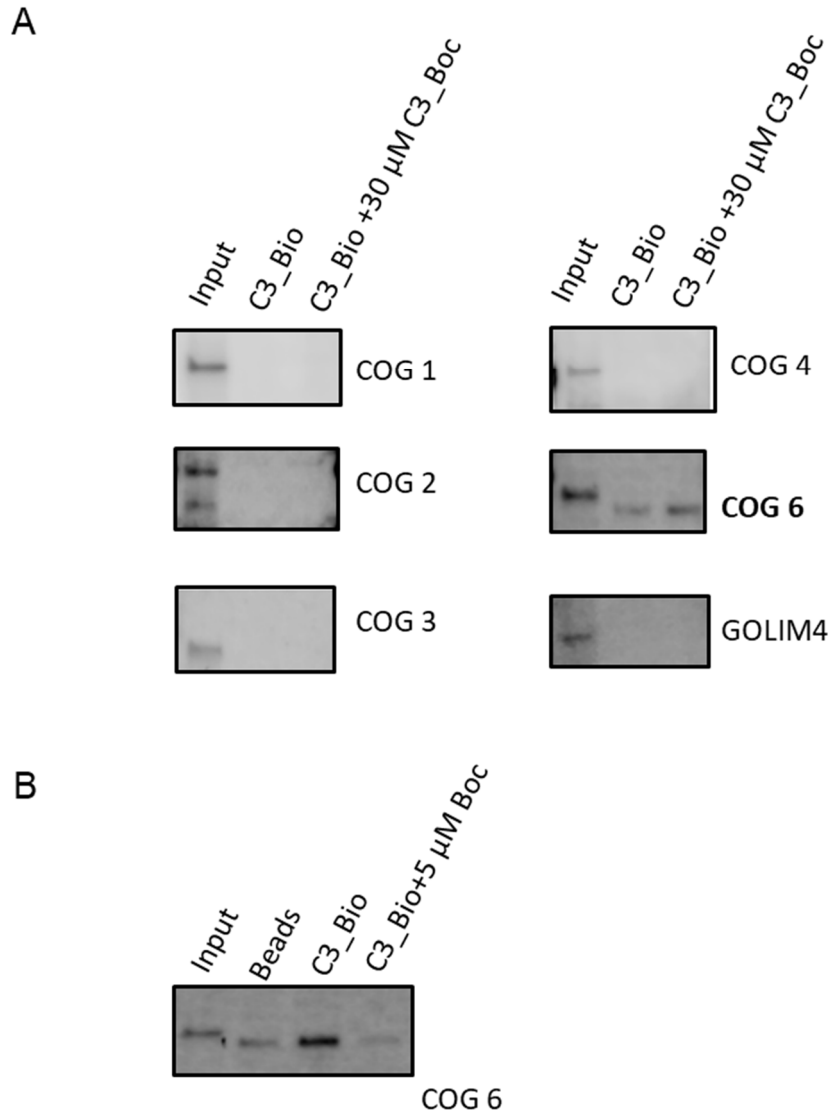 A
Input
C3_Bio
C3_Bio +30 µM C3_Boc
Input
C3_Bio
C3_Bio +30 µM C3_Boc
COG 1
COG 4
COG 2
COG 6
COG 3
GOLIM4
B
Input
Beads
C3_Bio
C3_Bio+5 µM Boc
COG 6